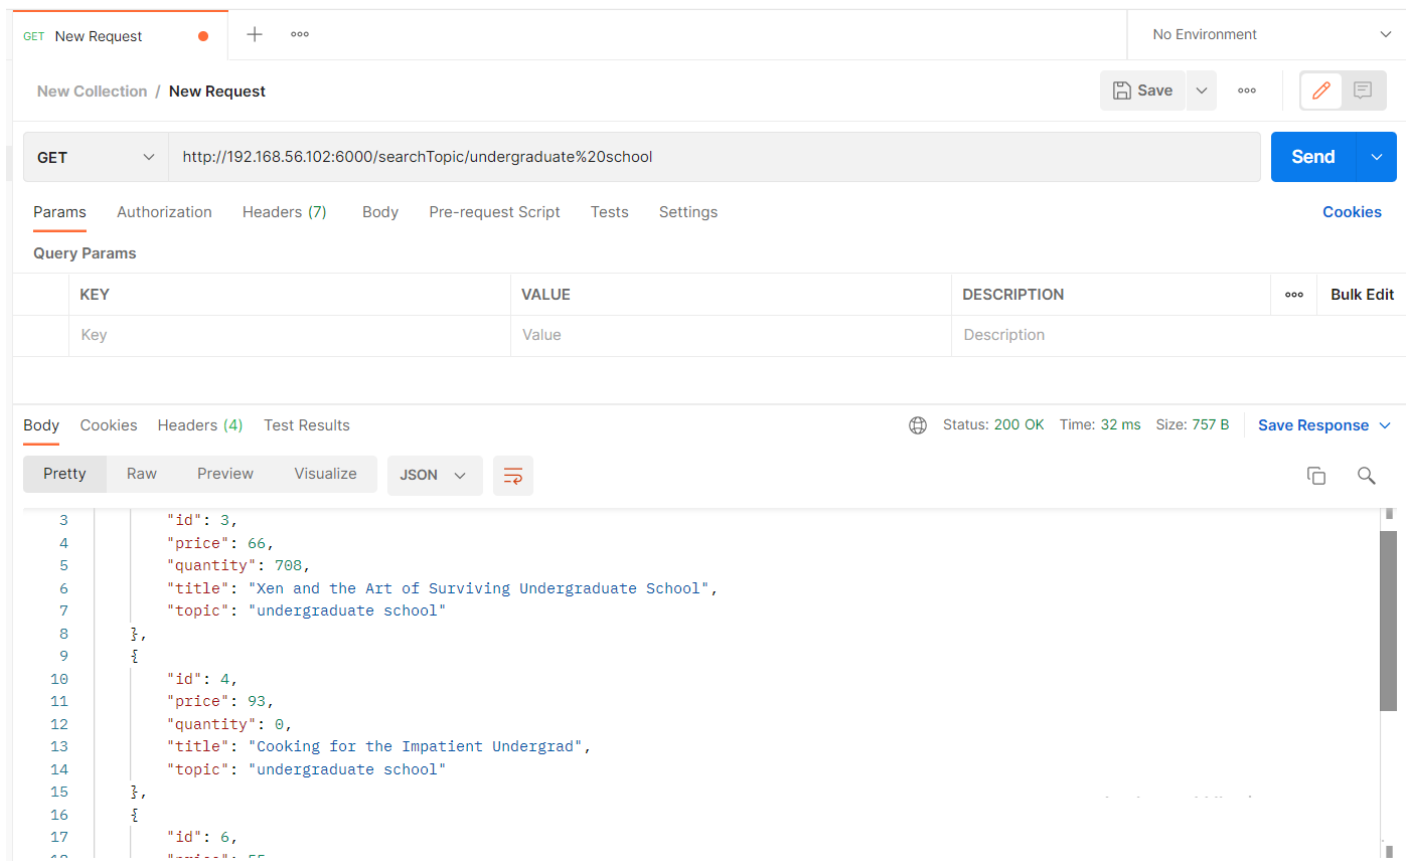 GET New Request
No Environment
New Collection / New Request
Save
GET http://192.168.56.102:6000/searchTopic/undergraduate%20school Send
Params Authorization Headers (7) Body Pre-request Script Tests Settings Cookies
Query Params
KEY VALUE DESCRIPTION Bulk Edit
Key Value Description
Body Cookies Headers (4) Test Results Status: 200 OK Time: 32 ms Size: 757 B Save Response
Pretty Raw Preview Visualize JSON
3 "id": 3,
4 "price": 66,
5 "quantity": 708,
6 "title": "Xen and the Art of Surviving Undergraduate School",
7 "topic": "undergraduate school"
8 },
9 {
10 "id": 4,
11 "price": 93,
12 "quantity": 0,
13 "title": "Cooking for the Impatient Undergrad",
14 "topic": "undergraduate school"
15 },
16 {
17 "id": 6,
18 "price": 55